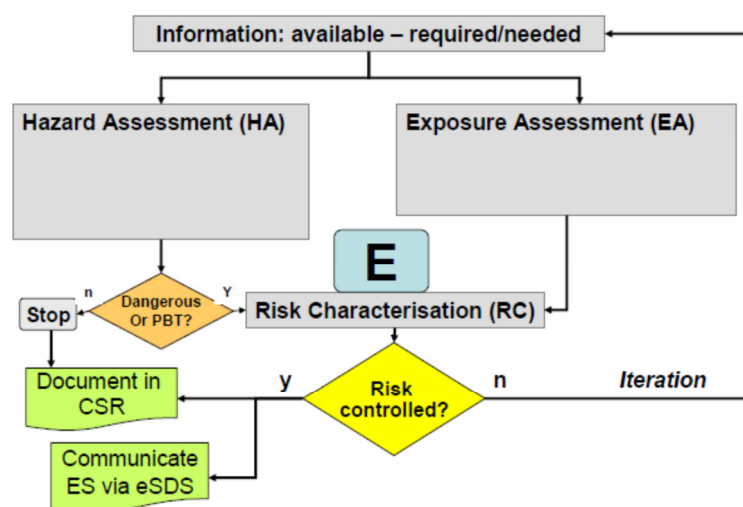 Information: available – required/needed
Hazard Assessment (HA)
Exposure Assessment (EA)
E
n
Dangerous
Or PBT?
Y
Stop
Risk Characterisation (RC)
Document in
CSR
y
Risk
controlled?
n
Iteration
Communicate
ES via eSDS